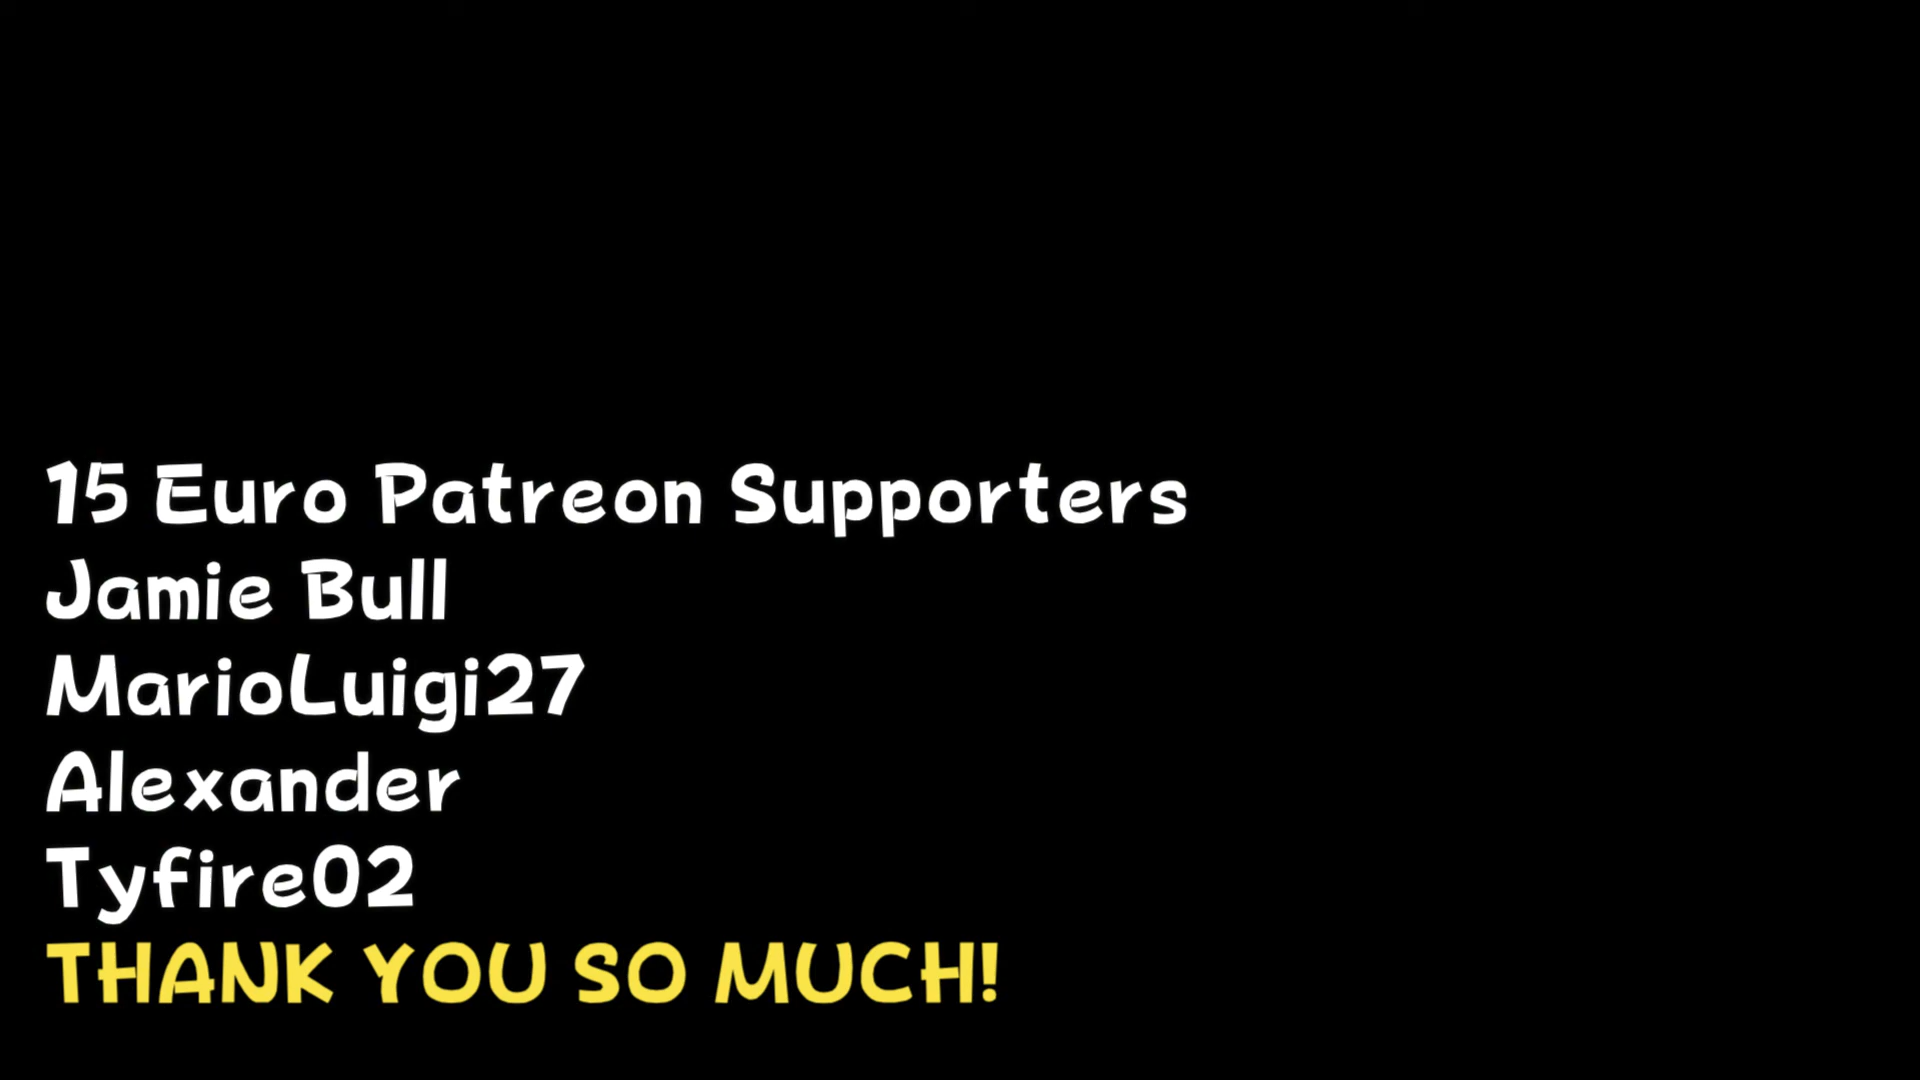 15 Euro Patreon Supporters
Jamie Bull
MarioLuigi27
Alexander
Tyfire02
THANK YOU SO MUCH!